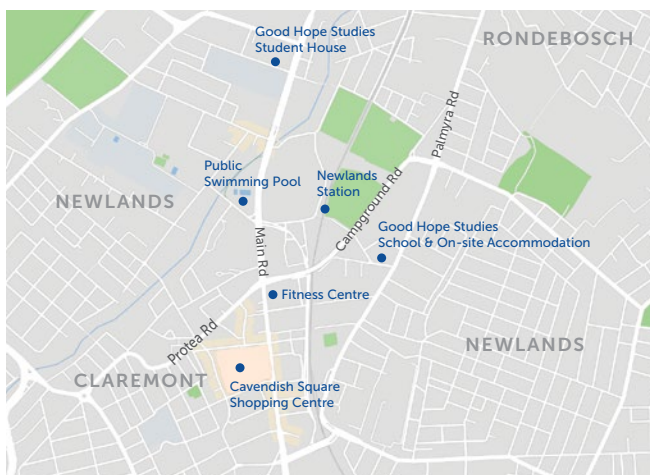 Good Hope Studies
Student House
RONDEBOSCH
Palmyra Rd
Public
Swimming Pool
Newlands
Station
NEWLANDS
Campground Rd
Good Hope Studies
School & On-site Accommodation
Main Rd
Fitness Centre
Protea Rd
NEWLANDS
CLAREMONT
Cavendish Square
Shopping Centre